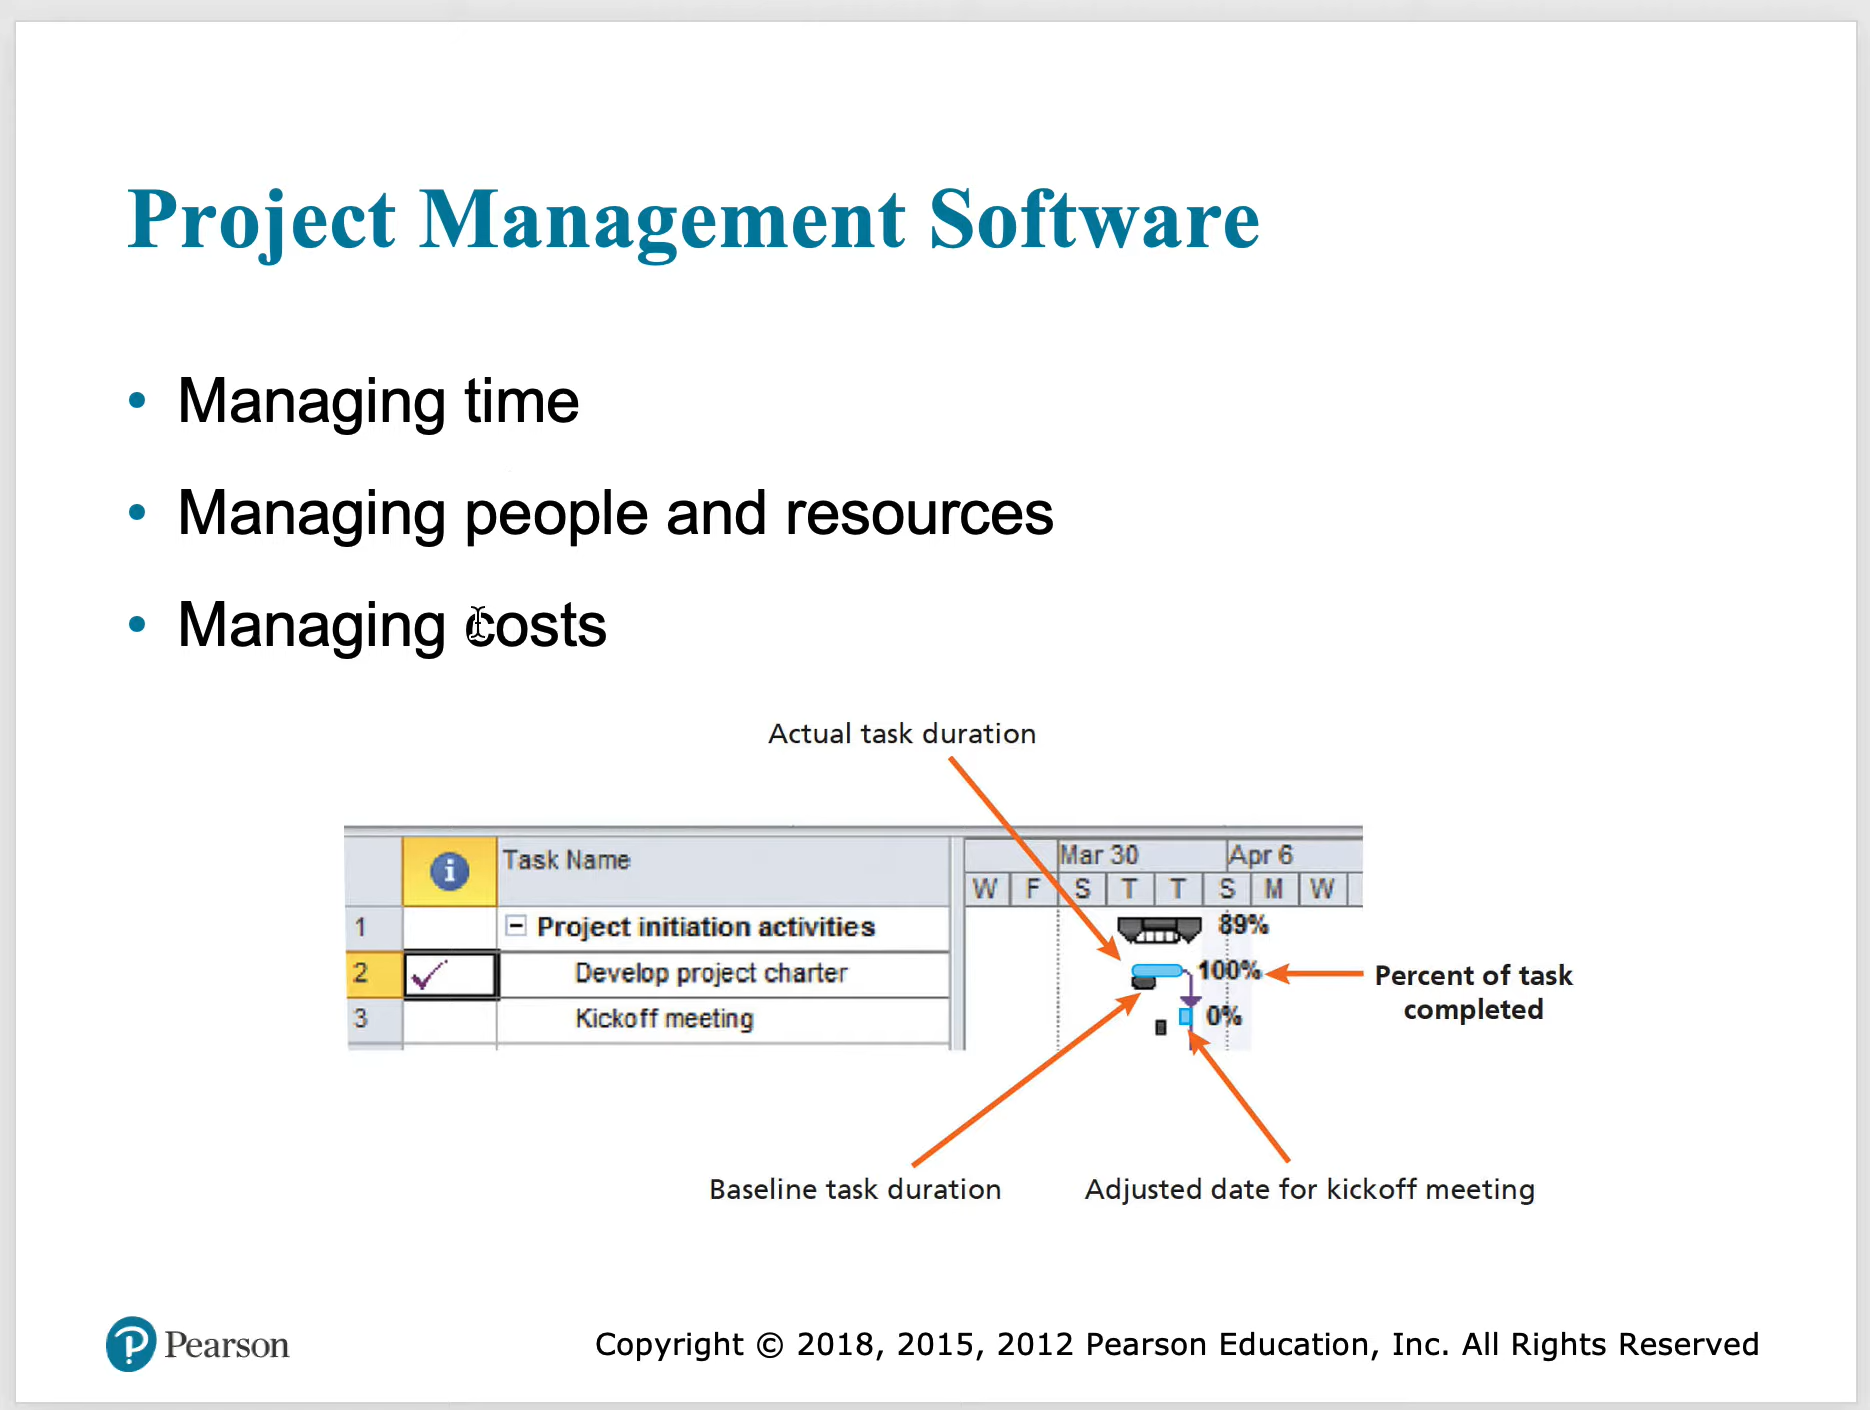 Project Management Software
• Managing time
• Managing people and resources
• Managing costs
Actual task duration
i Task Name Mar 30 Apr 6
W F S T T S M W
1 Project initiation activities 89%
2 Develop project charter 100%
Percent of task
completed
3 Kickoff meeting 0%
Baseline task duration Adjusted date for kickoff meeting
P Pearson Copyright © 2018, 2015, 2012 Pearson Education, Inc. All Rights Reserved